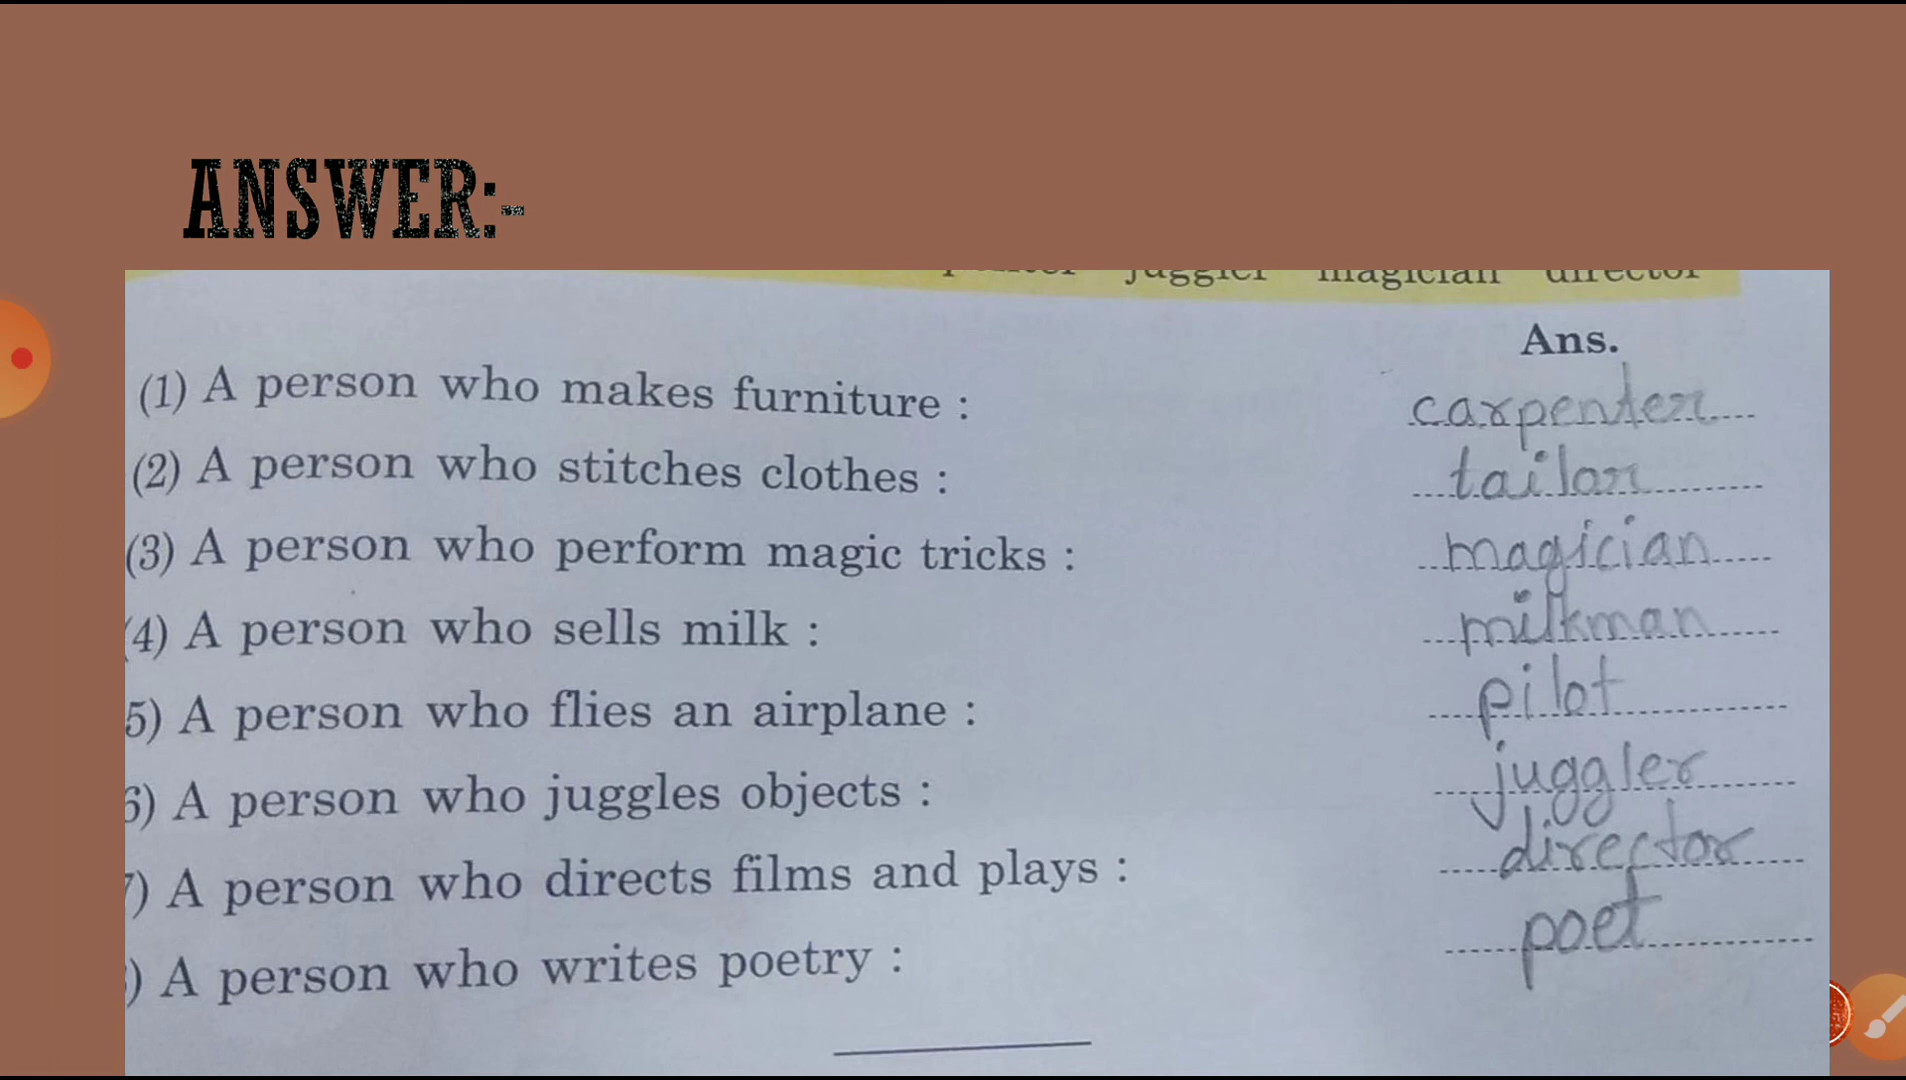 ANSWER:-
juggler magician director
Ans.
(1) A person who makes furniture : carpenter
(2) A person who stitches clothes : tailor
(3) A person who perform magic tricks : magician
(4) A person who sells milk : milkman
5) A person who flies an airplane : pilot
6) A person who juggles objects : juggler
7) A person who directs films and plays : director
) A person who writes poetry : poet